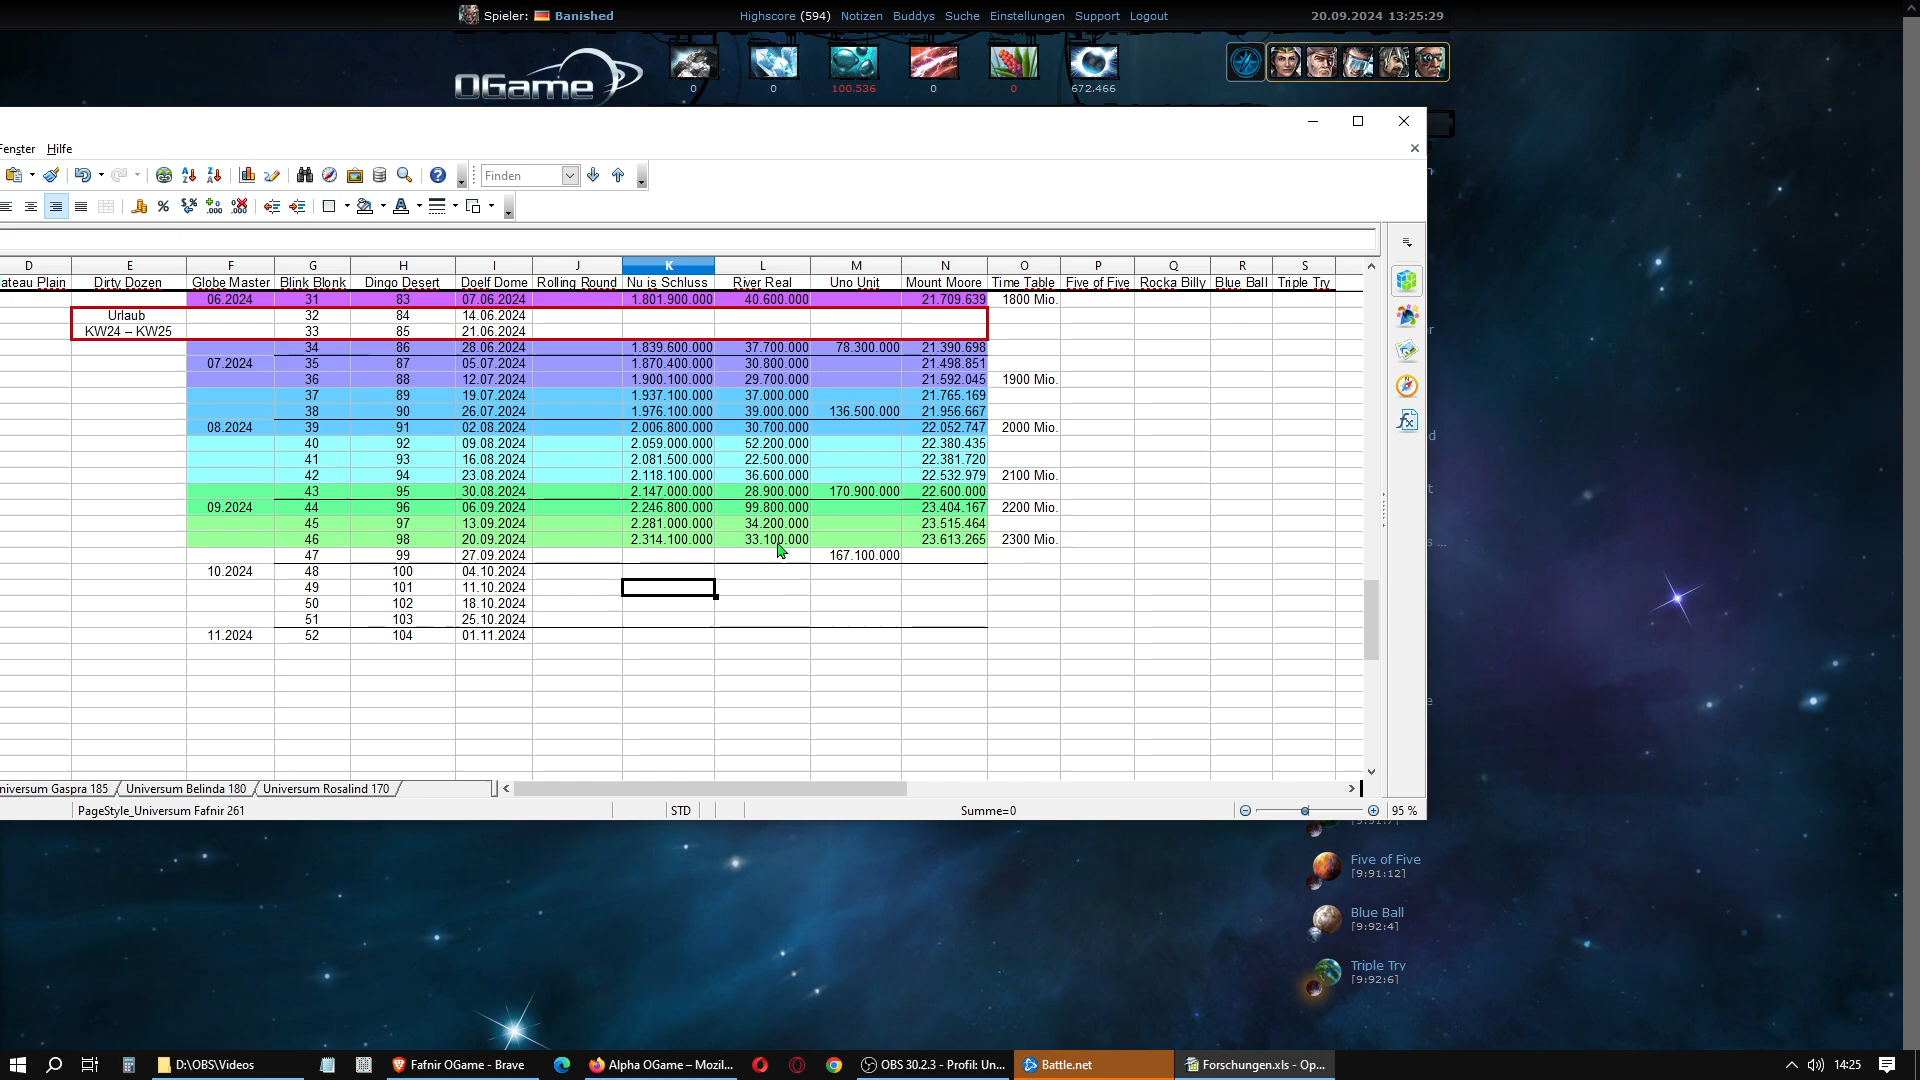 Spieler: Banished Highscore (594) Notizen Buddys Suche Einstellungen Support Logout 20.09.2024 13:25:29
OGame
0 0 100.536 0 0 672.466
Fenster Hilfe
Finden
D E F G H I J K L M N O P Q R S
ateau Plain Dirty Dozen Globe Master Blink Blonk Dingo Desert Doelf Dome Rolling Round Nu is Schluss River Real Uno Unit Mount Moore Time Table Five of Five Rocka Billy Blue Ball Triple Try
06.2024 31 83 07.06.2024 1.801.900.000 40.600.000 21.709.639 1800 Mio.
Urlaub 32 84 14.06.2024
KW24 – KW25 33 85 21.06.2024
34 86 28.06.2024 1.839.600.000 37.700.000 78.300.000 21.390.698
07.2024 35 87 05.07.2024 1.870.400.000 30.800.000 21.498.851
36 88 12.07.2024 1.900.100.000 29.700.000 21.592.045 1900 Mio.
37 89 19.07.2024 1.937.100.000 37.000.000 21.765.169
38 90 26.07.2024 1.976.100.000 39.000.000 136.500.000 21.956.667
08.2024 39 91 02.08.2024 2.006.800.000 30.700.000 22.052.747 2000 Mio.
40 92 09.08.2024 2.059.000.000 52.200.000 22.380.435
41 93 16.08.2024 2.081.500.000 22.500.000 22.381.720
42 94 23.08.2024 2.118.100.000 36.600.000 22.532.979 2100 Mio.
43 95 30.08.2024 2.147.000.000 28.900.000 170.900.000 22.600.000
09.2024 44 96 06.09.2024 2.246.800.000 99.800.000 23.404.167 2200 Mio.
45 97 13.09.2024 2.281.000.000 34.200.000 23.515.464
46 98 20.09.2024 2.314.100.000 33.100.000 23.613.265 2300 Mio.
47 99 27.09.2024 167.100.000
10.2024 48 100 04.10.2024
49 101 11.10.2024
50 102 18.10.2024
51 103 25.10.2024
11.2024 52 104 01.11.2024
niversum Gaspra 185 Universum Belinda 180 Universum Rosalind 170
PageStyle_Universum Fafnir 261 STD Summe=0 95 %
Five of Five
[9:91:12]
Blue Ball
[9:92:4]
Triple Try
[9:92:6]
D:\OBS\Videos Fafnir OGame - Brave Alpha OGame – Mozil... OBS 30.2.3 - Profil: Un... Battle.net Forschungen.xls - Op... 14:25